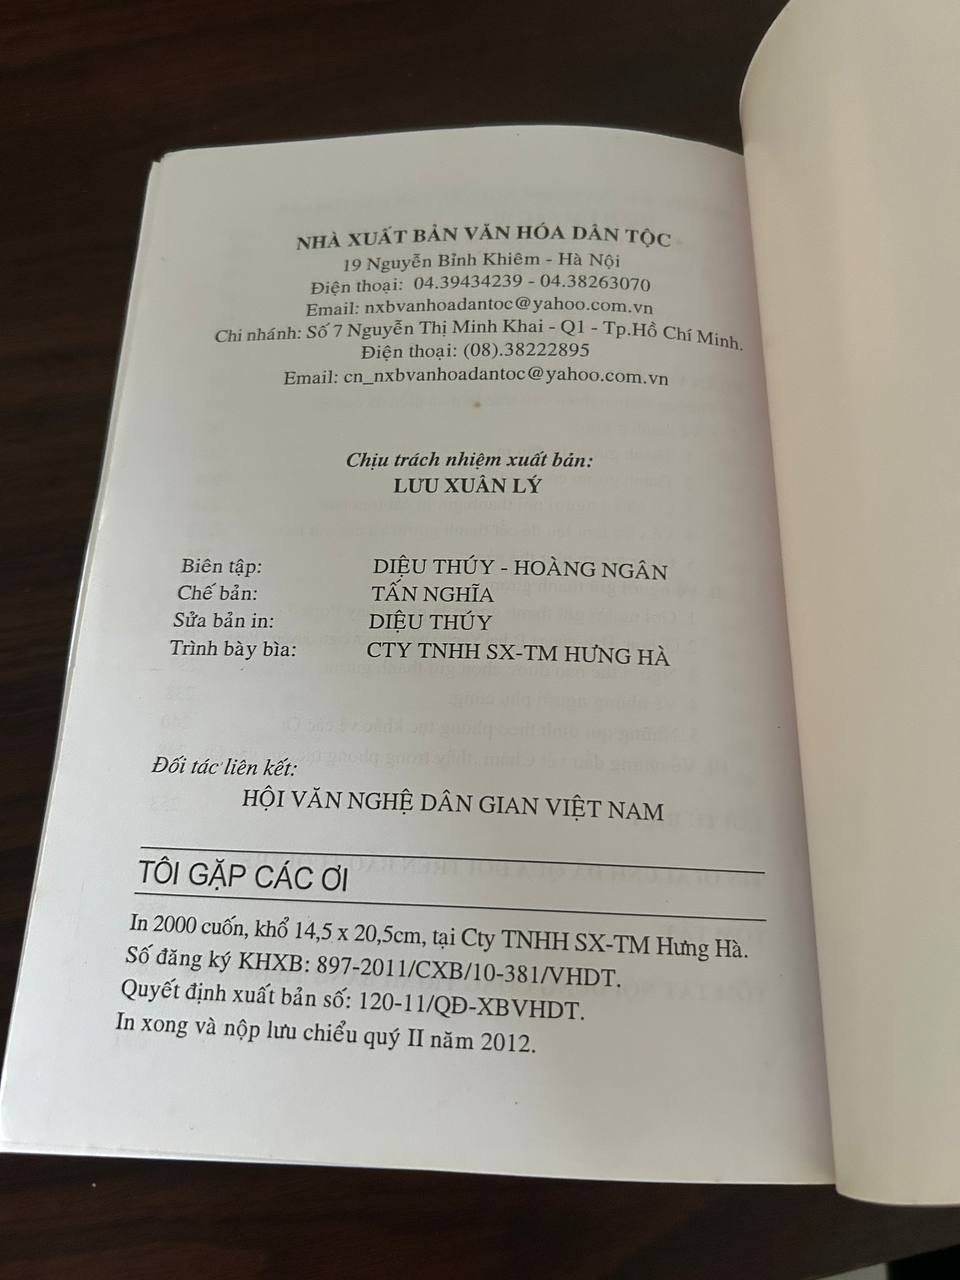 NHÀ XUẤT BẢN VĂN HÓA DÂN TỘC
19 Nguyễn Bỉnh Khiêm - Hà Nội
Điện thoại: 04.39434239 - 04.38263070
Email: nxbvanhoadantoc@yahoo.com.vn
Chi nhánh: Số 7 Nguyễn Thị Minh Khai - Q1 - Tp.Hồ Chí Minh.
Điện thoại: (08).38222895
Email: cn_nxbvanhoadantoc@yahoo.com.vn
Chịu trách nhiệm xuất bản:
LƯU XUÂN LÝ
Biên tập: DIỆU THÚY - HOÀNG NGÂN
Chế bản: TẤN NGHĨA
Sửa bản in: DIỆU THÚY
Trình bày bìa: CTY TNHH SX-TM HƯNG HÀ
Đối tác liên kết:
HỘI VĂN NGHỆ DÂN GIAN VIỆT NAM
TÔI GẶP CÁC ƠI
In 2000 cuốn, khổ 14,5 x 20,5cm, tại Cty TNHH SX-TM Hưng Hà.
Số đăng ký KHXB: 897-2011/CXB/10-381/VHDT.
Quyết định xuất bản số: 120-11/QĐ-XBVHDT.
In xong và nộp lưu chiểu quý II năm 2012.